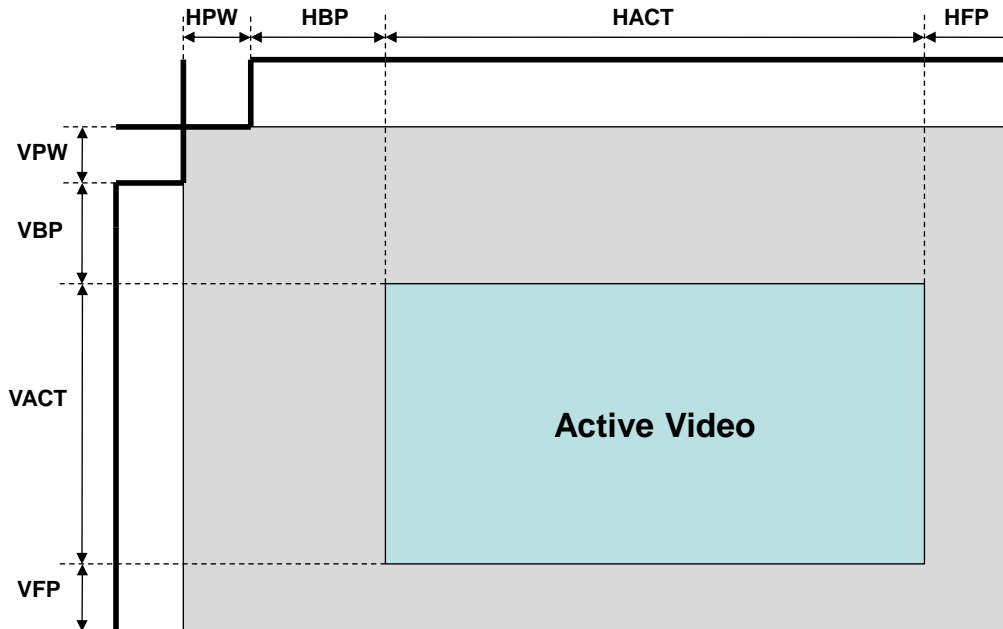 HPW HBP HACT HFP
VPW
VBP
VACT
Active Video
VFP